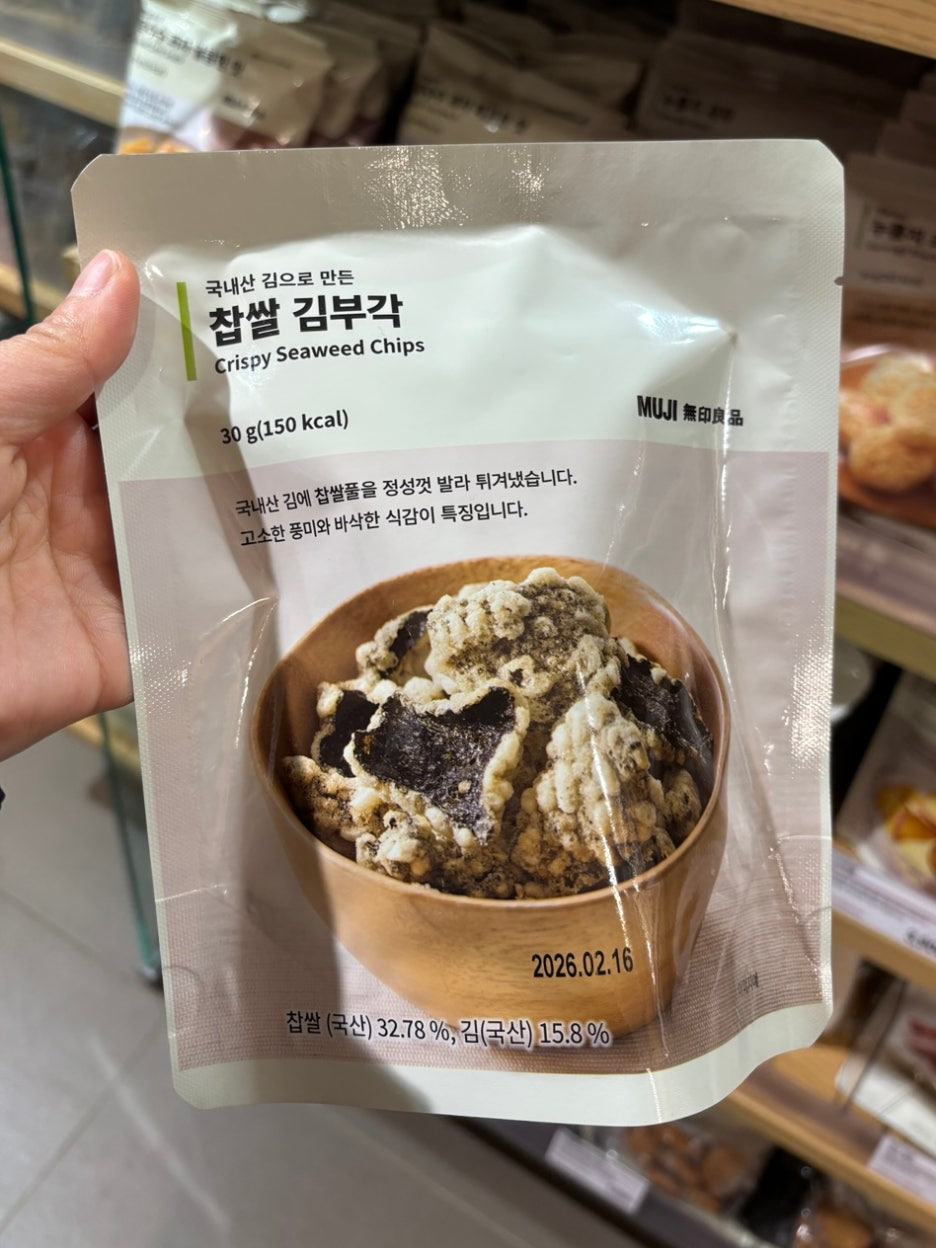 국내산 김으로 만든
찹쌀 김부각
Crispy Seaweed Chips
30 g(150 kcal)
MUJI 無印良品
국내산 김에 찹쌀풀을 정성껏 발라 튀겨냈습니다.
고소한 풍미와 바삭한 식감이 특징입니다.
2026.02.16
찹쌀 (국산) 32.78 %, 김(국산) 15.8 %